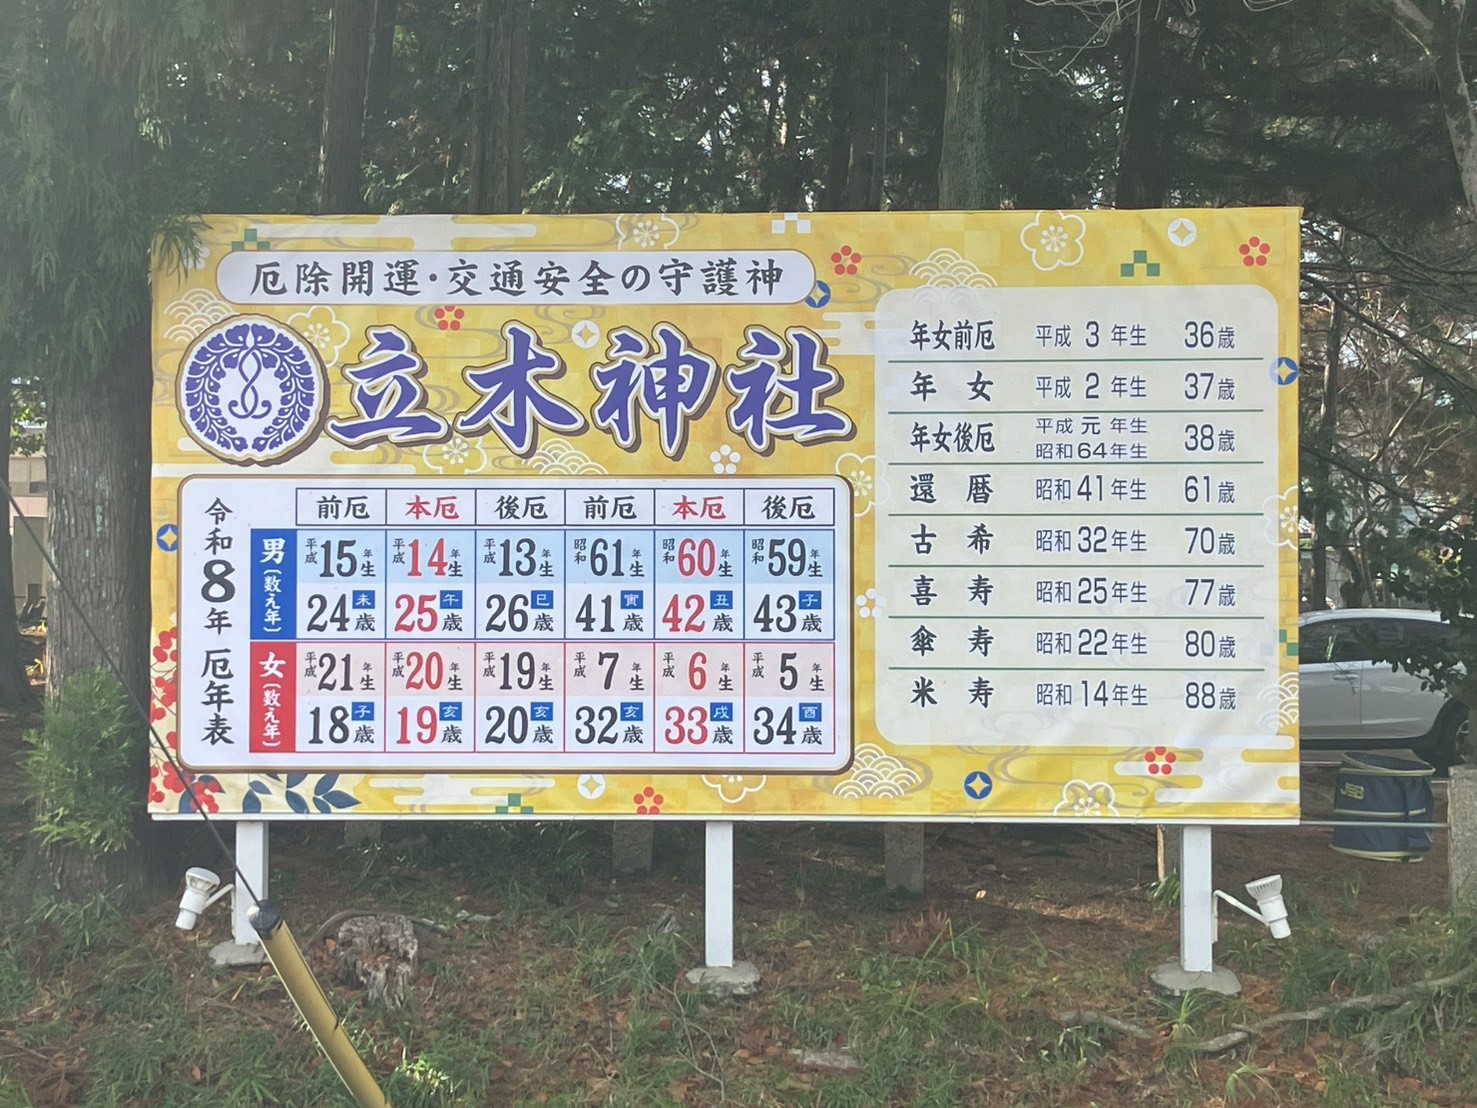 厄除開運・交通安全の守護神
立木神社
令和8年 厄年表
前厄 本厄 後厄 前厄 本厄 後厄
男(数え年) 平成15年生 平成14年生 平成13年生 昭和61年生 昭和60年生 昭和59年生
24未歳 25午歳 26巳歳 41寅歳 42丑歳 43子歳
女(数え年) 平成21年生 平成20年生 平成19年生 平成7年生 平成6年生 平成5年生
18子歳 19亥歳 20亥歳 32亥歳 33戌歳 34酉歳
年女前厄 平成3年生 36歳
年女 平成2年生 37歳
年女後厄 平成元年生 昭和64年生 38歳
還暦 昭和41年生 61歳
古希 昭和32年生 70歳
喜寿 昭和25年生 77歳
傘寿 昭和22年生 80歳
米寿 昭和14年生 88歳